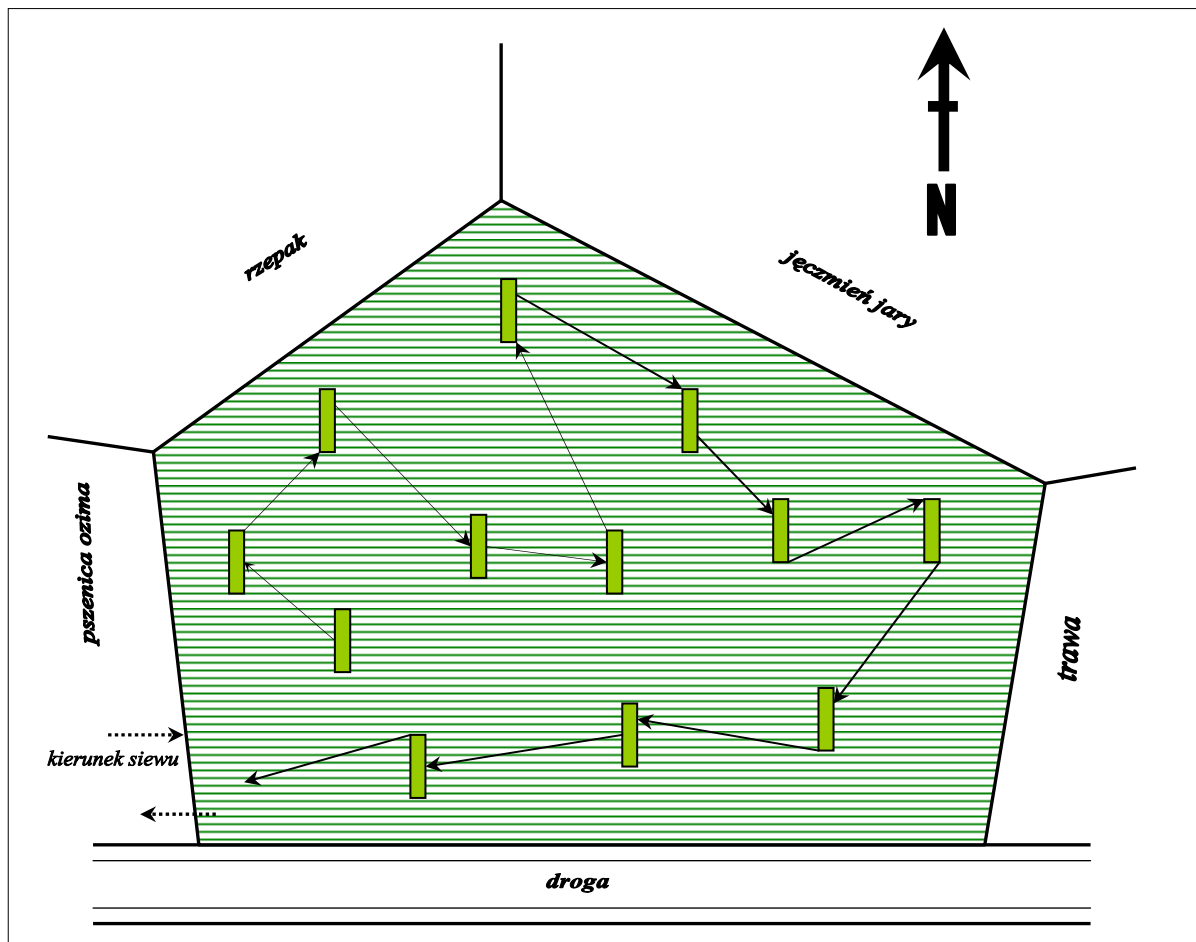 N
rzepak
jęczmień jary
pszenica ozima
trawa
kierunek siewu
droga